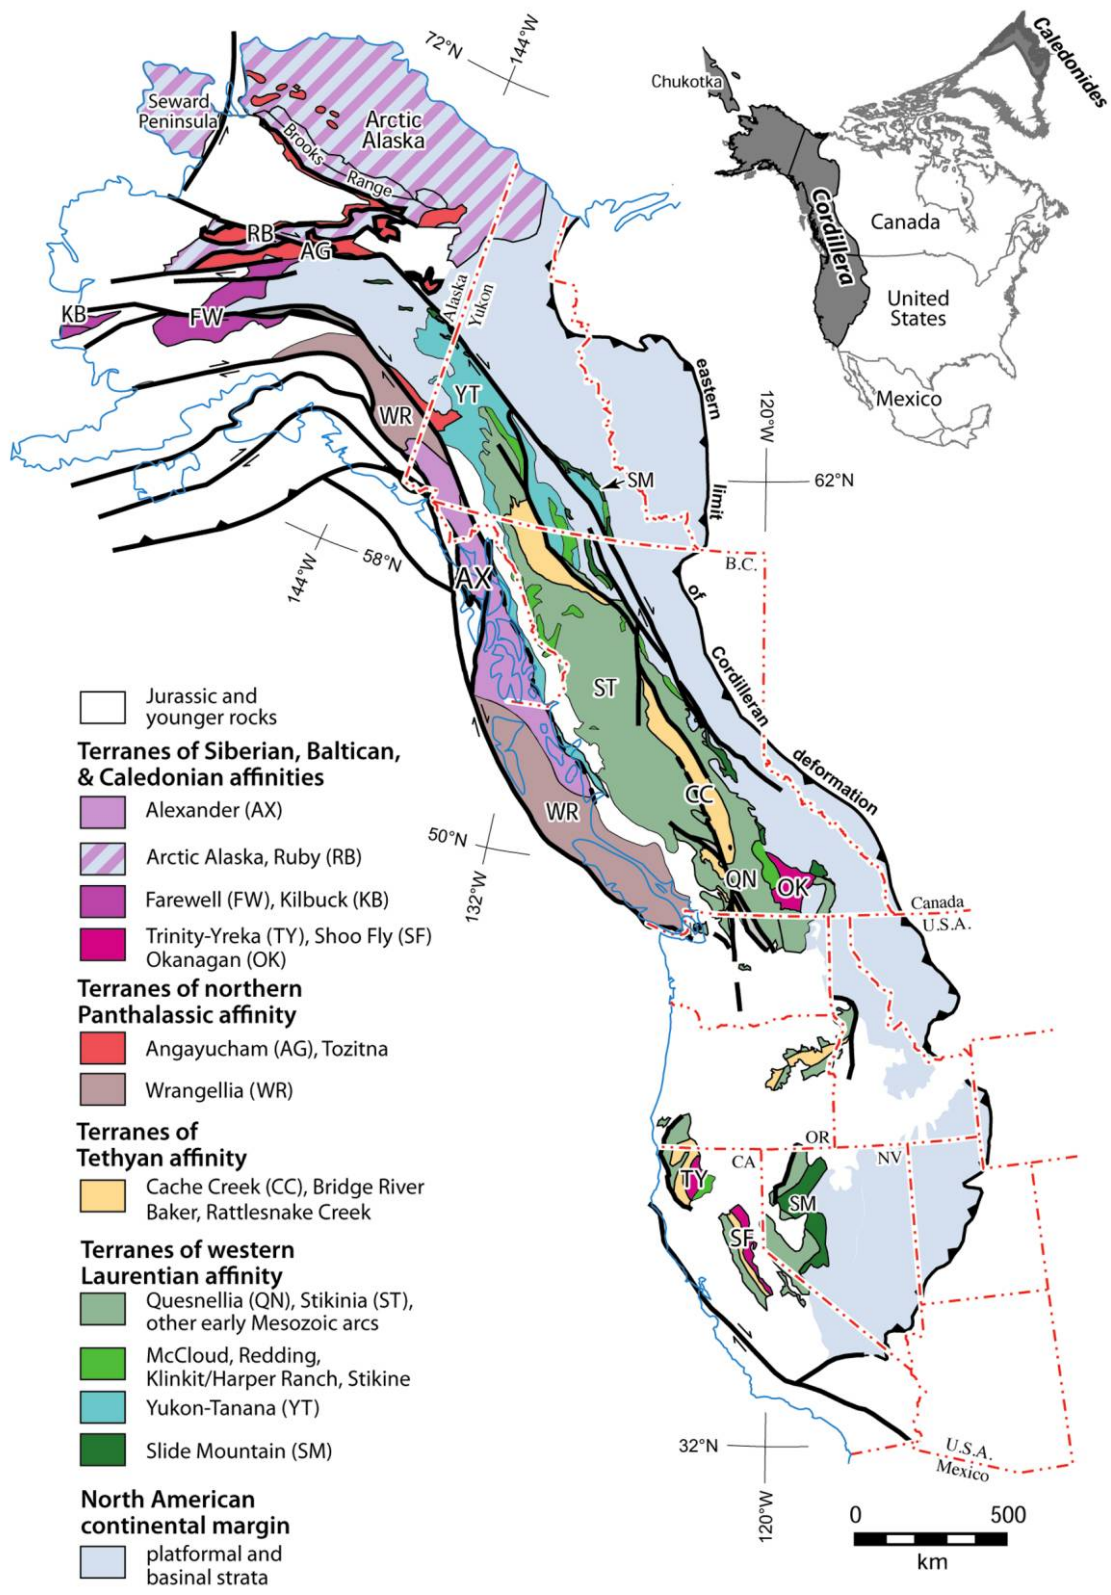 72°N
144°W
Caledonides
Chukotka
Seward
Peninsula
Arctic
Alaska
Brooks
Range
Cordillera
Canada
United
States
Mexico
RB
AG
KB
FW
Alaska
Yukon
WR
YT
eastern
limit
of
Cordilleran
deformation
120°W
62°N
SM
B.C.
144°W
58°N
AX
ST
CC
WR
50°N
132°W
QN
OK
Canada
U.S.A.
OR
CA
NV
TY
SM
SF
32°N
120°W
U.S.A.
Mexico
0 500
km
Jurassic and
younger rocks
Terranes of Siberian, Baltican,
& Caledonian affinities
Alexander (AX)
Arctic Alaska, Ruby (RB)
Farewell (FW), Kilbuck (KB)
Trinity-Yreka (TY), Shoo Fly (SF)
Okanagan (OK)
Terranes of northern
Panthalassic affinity
Angayucham (AG), Tozitna
Wrangellia (WR)
Terranes of
Tethyan affinity
Cache Creek (CC), Bridge River
Baker, Rattlesnake Creek
Terranes of western
Laurentian affinity
Quesnellia (QN), Stikinia (ST),
other early Mesozoic arcs
McCloud, Redding,
Klinkit/Harper Ranch, Stikine
Yukon-Tanana (YT)
Slide Mountain (SM)
North American
continental margin
platformal and
basinal strata